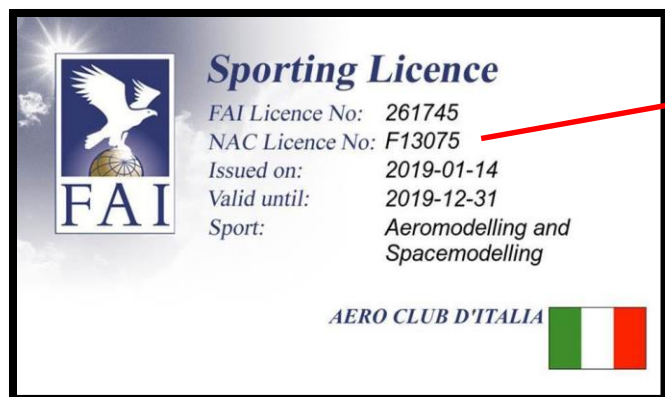 Sporting Licence
FAI Licence No: 261745
NAC Licence No: F13075
Issued on: 2019-01-14
Valid until: 2019-12-31
Sport: Aeromodelling and
Spacemodelling
FAI
AERO CLUB D'ITALIA